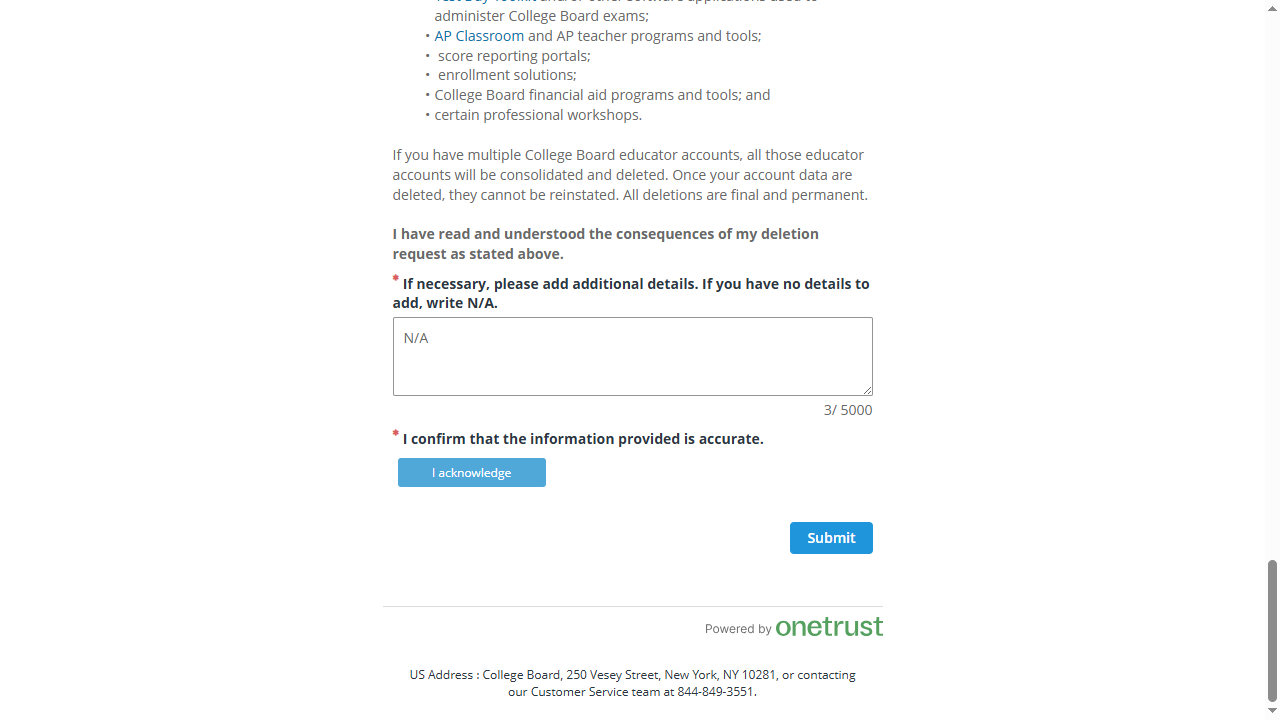 administer College Board exams;
• AP Classroom and AP teacher programs and tools;
• score reporting portals;
• enrollment solutions;
• College Board financial aid programs and tools; and
• certain professional workshops.
If you have multiple College Board educator accounts, all those educator
accounts will be consolidated and deleted. Once your account data are
deleted, they cannot be reinstated. All deletions are final and permanent.
I have read and understood the consequences of my deletion
request as stated above.
* If necessary, please add additional details. If you have no details to
add, write N/A.
N/A
3/ 5000
* I confirm that the information provided is accurate.
I acknowledge
Submit
Powered by onetrust
US Address : College Board, 250 Vesey Street, New York, NY 10281, or contacting
our Customer Service team at 844-849-3551.